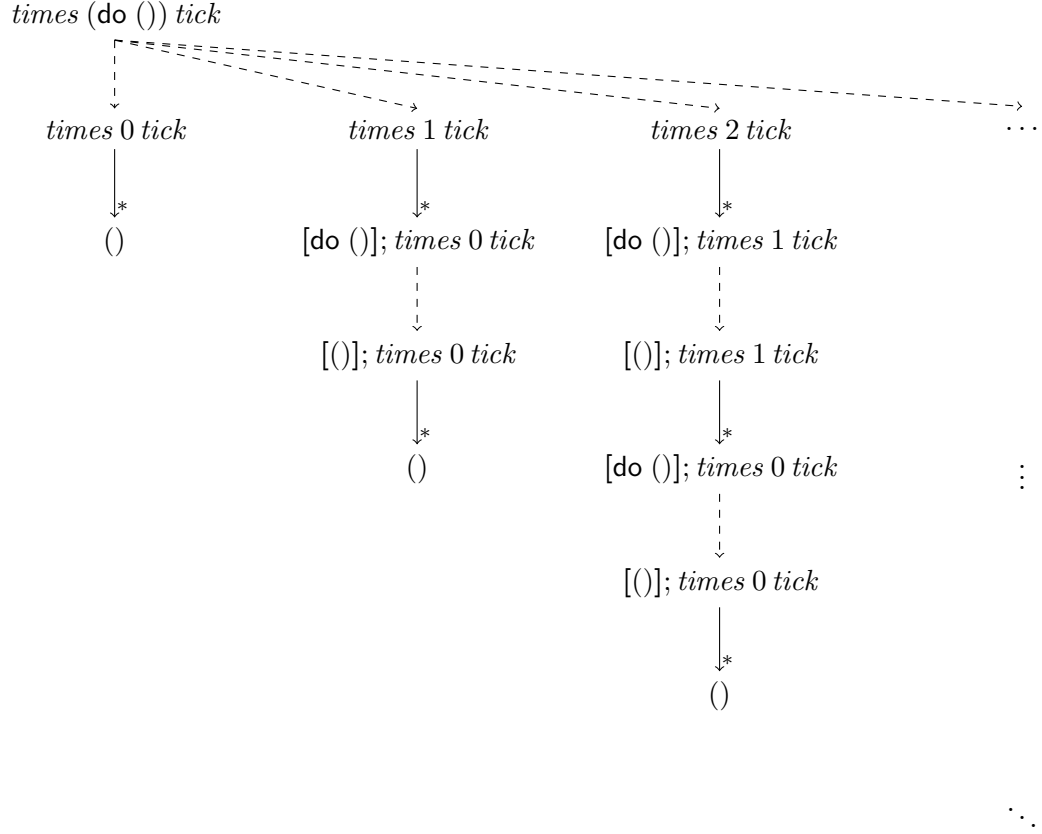 times (do ()) tick
times 0 tick times 1 tick times 2 tick ⋯
* * *
() [do ()]; times 0 tick [do ()]; times 1 tick
[()]; times 0 tick [()]; times 1 tick
* *
() [do ()]; times 0 tick ⋮
[()]; times 0 tick
*
()
⋱